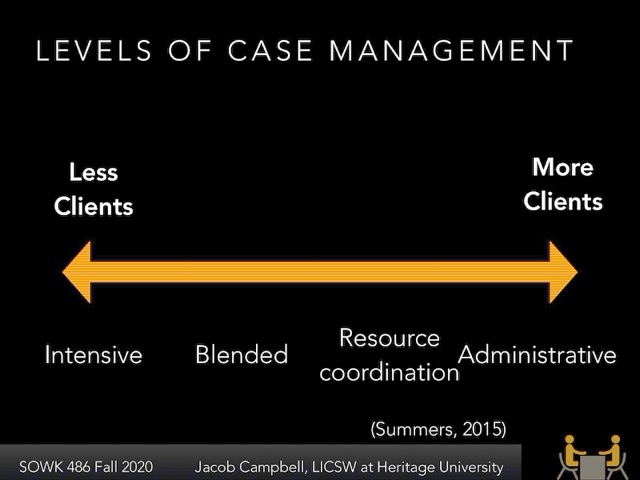 LEVELS OF CASE MANAGEMENT
Less
Clients
More
Clients
Intensive
Blended
Resource
coordination
Administrative
(Summers, 2015)
SOWK 486 Fall 2020
Jacob Campbell, LICSW at Heritage University